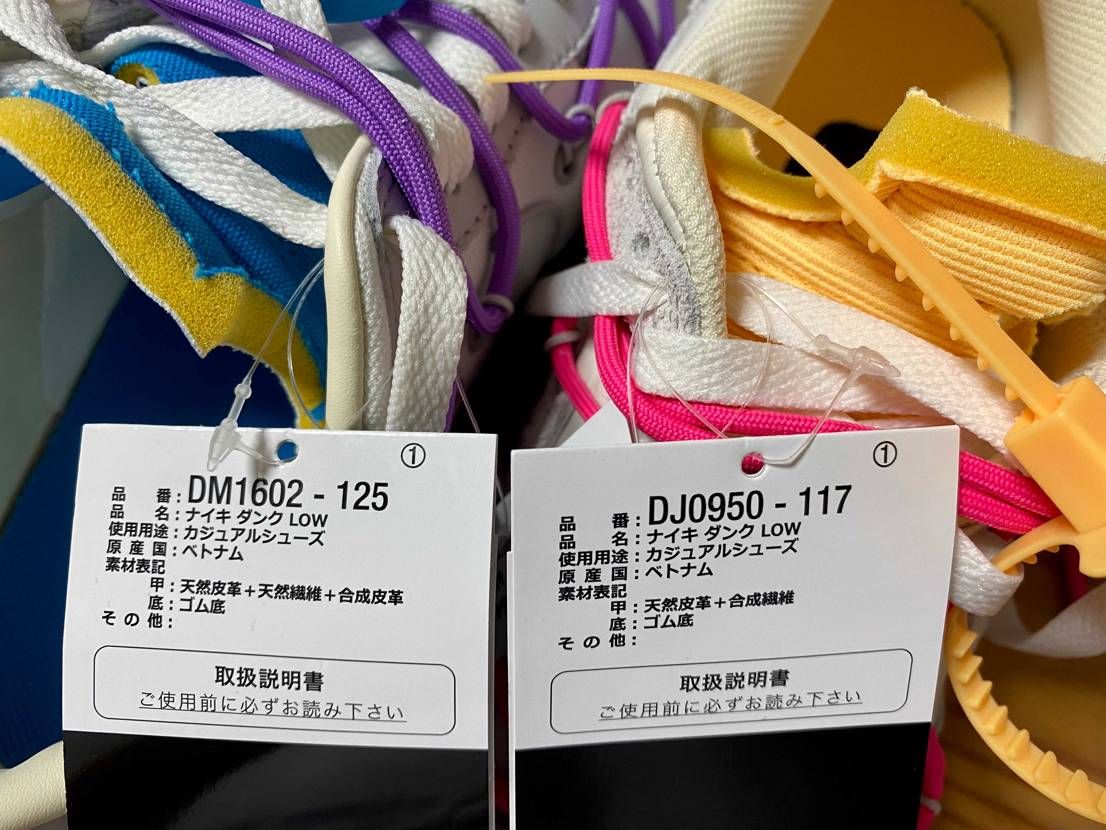 ①
品 番：DM1602 - 125
品 名：ナイキ ダンク LOW
使用用途：カジュアルシューズ
原 産 国：ベトナム
素材表記
甲：天然皮革＋天然繊維＋合成皮革
底：ゴム底
そ の 他：
取扱説明書
ご使用前に必ずお読み下さい
①
品 番：DJ0950 - 117
品 名：ナイキ ダンク LOW
使用用途：カジュアルシューズ
原 産 国：ベトナム
素材表記
甲：天然皮革＋合成繊維
底：ゴム底
そ の 他：
取扱説明書
ご使用前に必ずお読み下さい